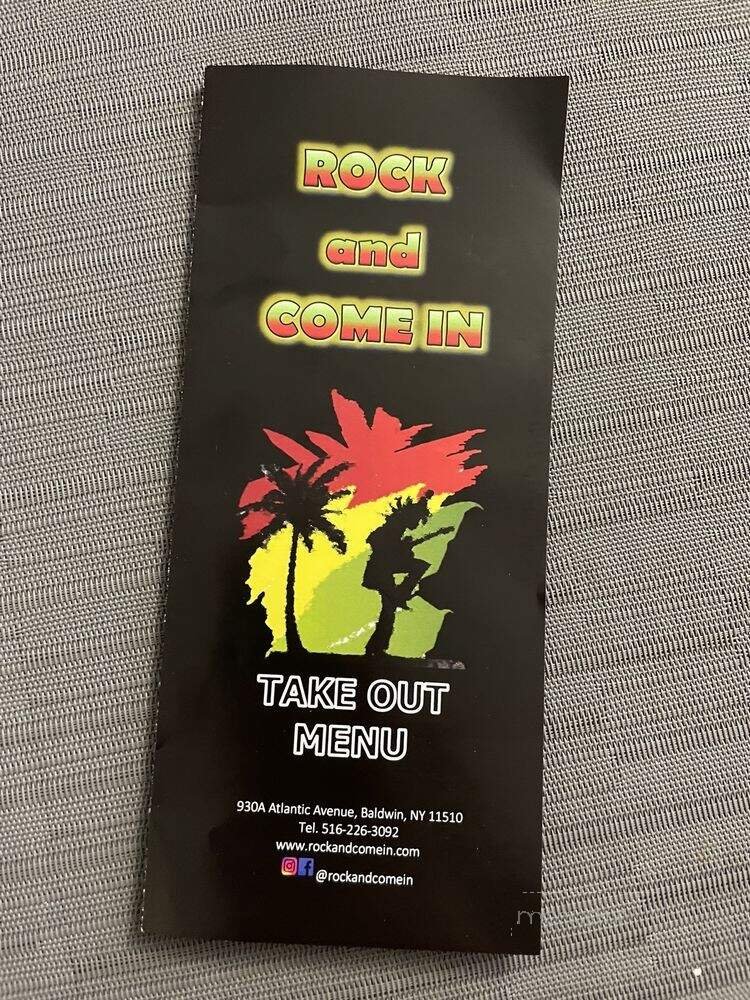 ROCK
and
COME IN
TAKE OUT
MENU
930A Atlantic Avenue, Baldwin, NY 11510
Tel. 516-226-3092
www.rockandcomein.com
@rockandcomein